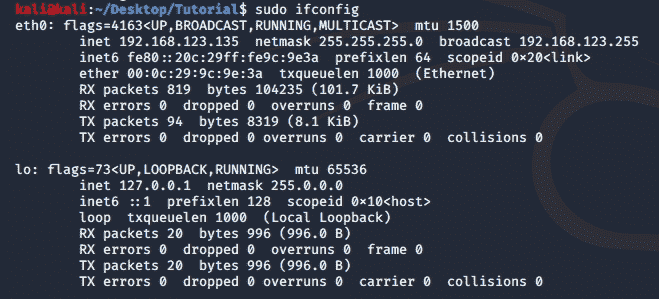 kali@kali:~/Desktop/Tutorial$ sudo ifconfig
eth0: flags=4163<UP,BROADCAST,RUNNING,MULTICAST>  mtu 1500
        inet 192.168.123.135  netmask 255.255.255.0  broadcast 192.168.123.255
        inet6 fe80::20c:29ff:fe9c:9e3a  prefixlen 64  scopeid 0×20<link>
        ether 00:0c:29:9c:9e:3a  txqueuelen 1000  (Ethernet)
        RX packets 819  bytes 104235 (101.7 KiB)
        RX errors 0  dropped 0  overruns 0  frame 0
        TX packets 94  bytes 8319 (8.1 KiB)
        TX errors 0  dropped 0 overruns 0  carrier 0  collisions 0

lo: flags=73<UP,LOOPBACK,RUNNING>  mtu 65536
        inet 127.0.0.1  netmask 255.0.0.0
        inet6 ::1  prefixlen 128  scopeid 0×10<host>
        loop  txqueuelen 1000  (Local Loopback)
        RX packets 20  bytes 996 (996.0 B)
        RX errors 0  dropped 0  overruns 0  frame 0
        TX packets 20  bytes 996 (996.0 B)
        TX errors 0  dropped 0 overruns 0  carrier 0  collisions 0